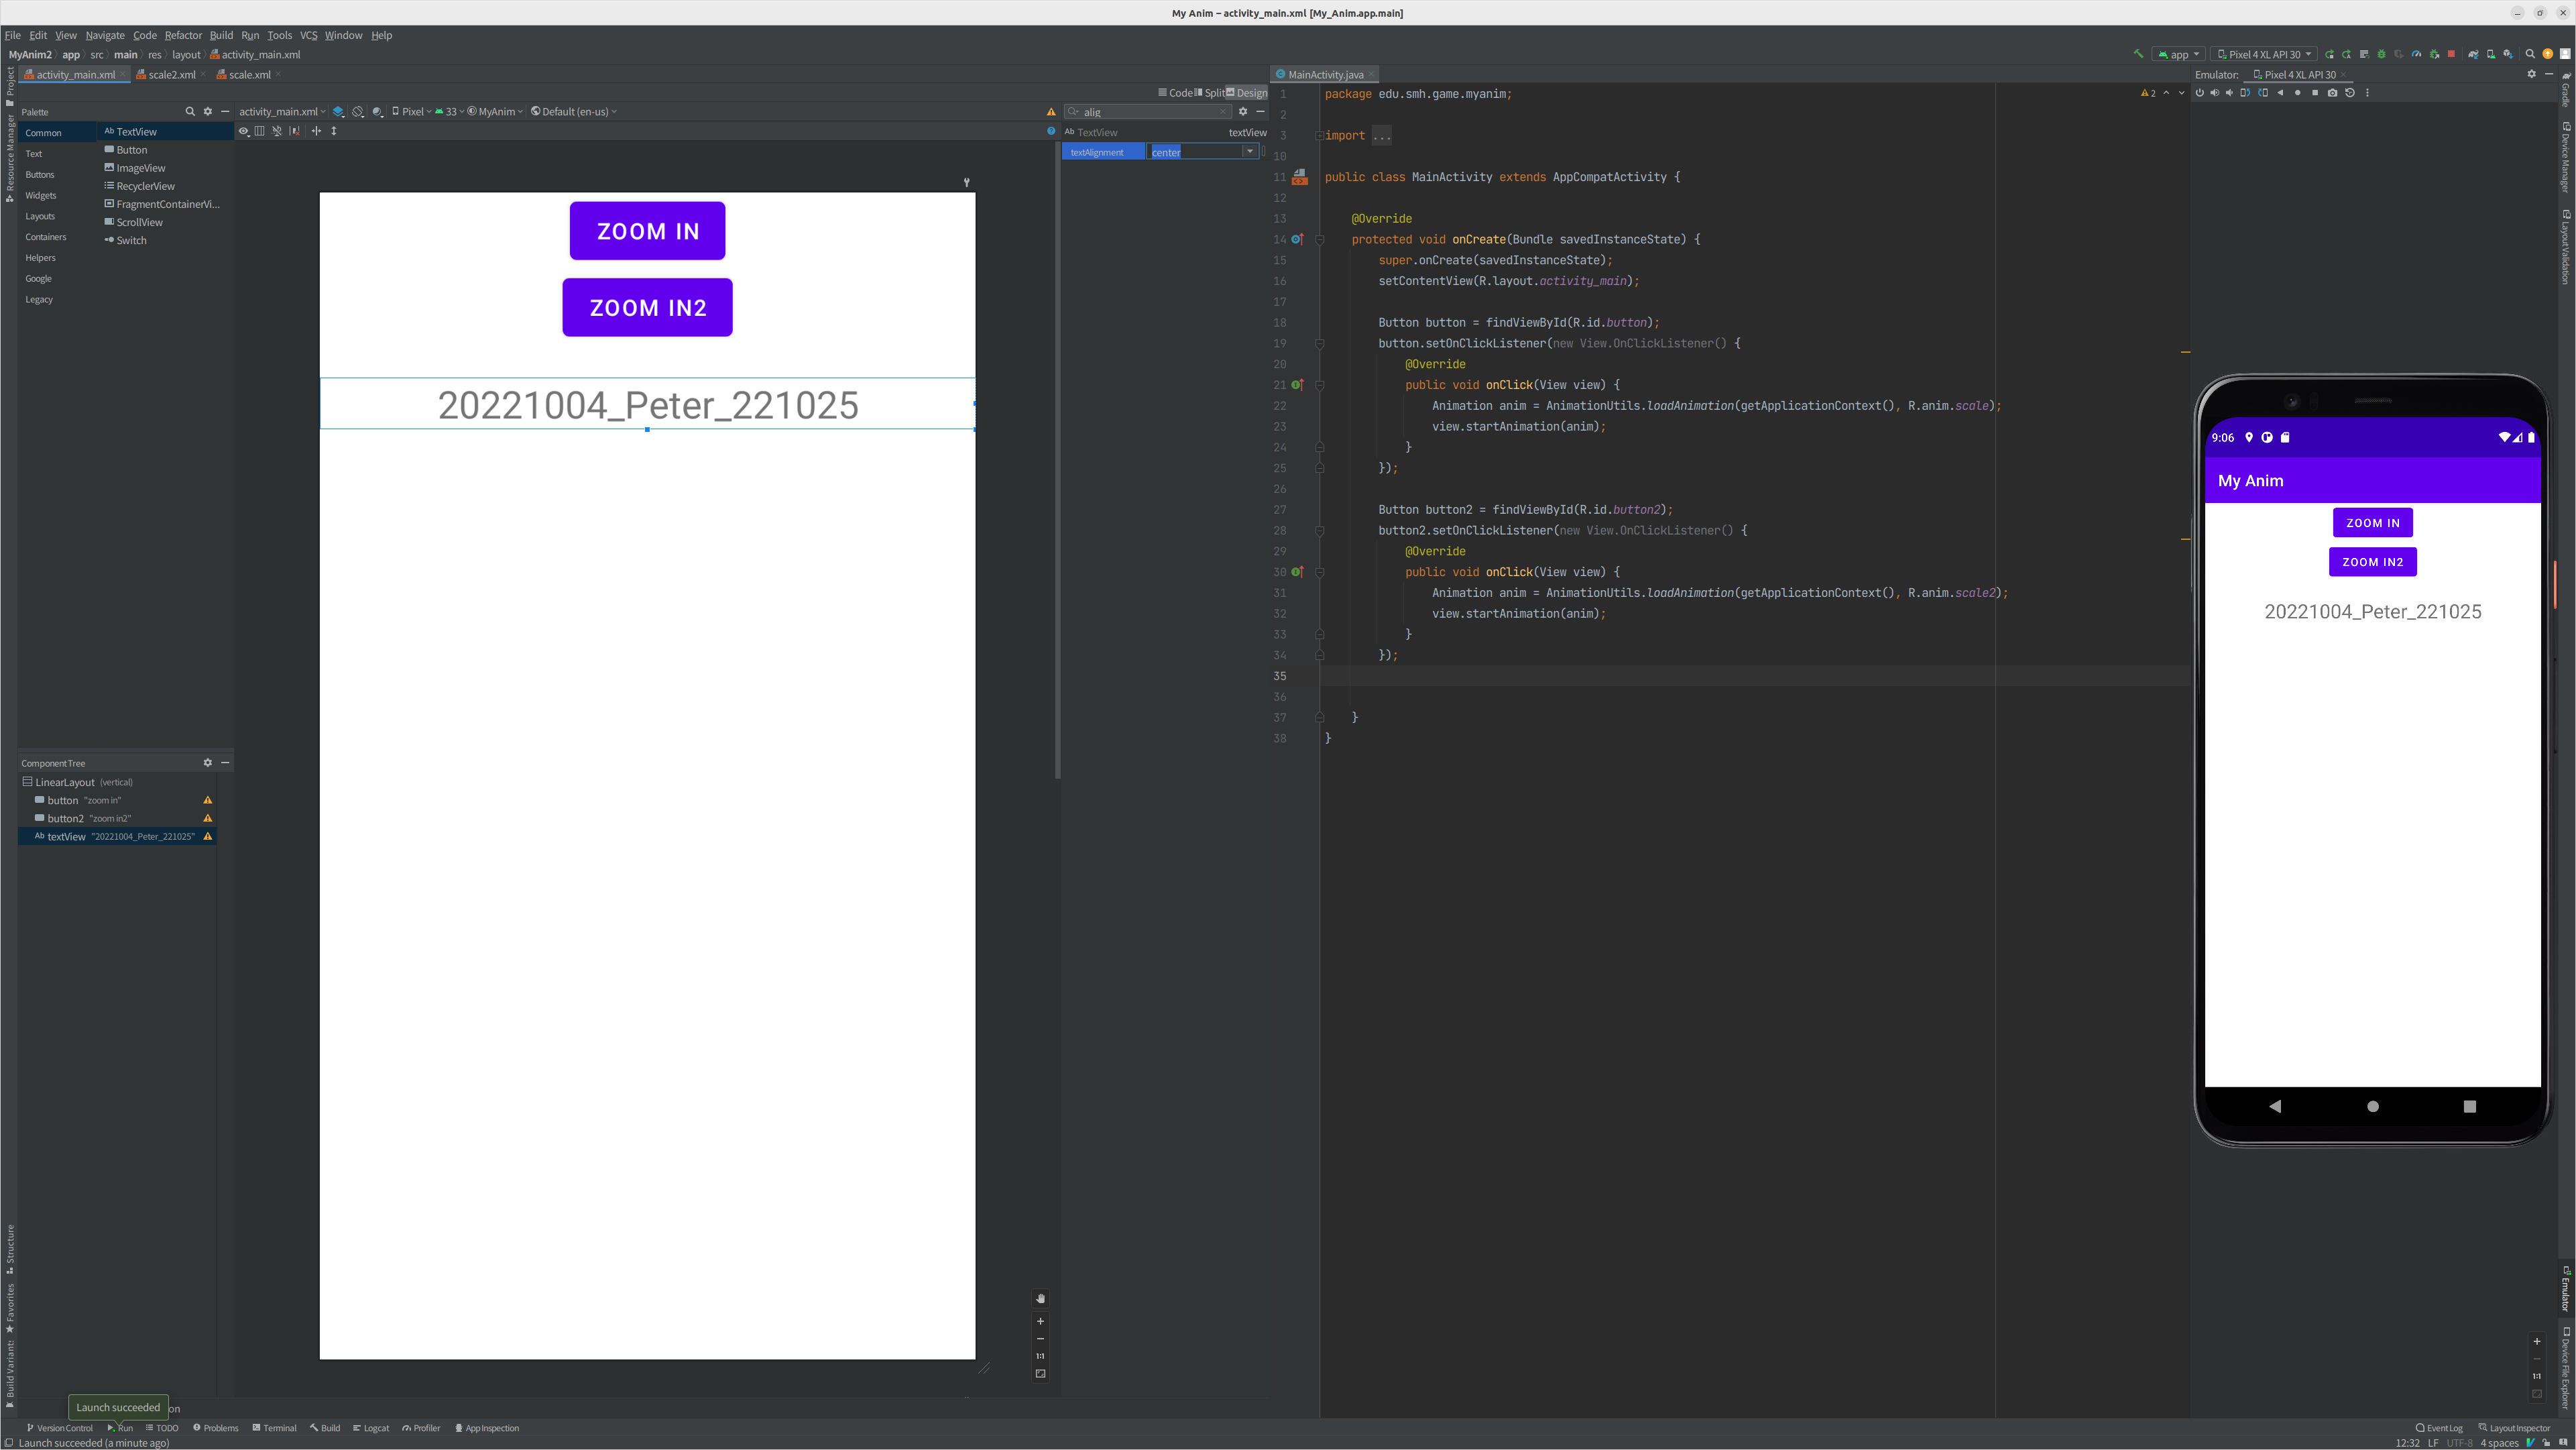 My Anim – activity_main.xml [My_Anim.app.main]
File Edit View Navigate Code Refactor Build Run Tools VCS Window Help
MyAnim2 app src main res layout activity_main.xml
app Pixel 4 XL API 30
activity_main.xml scale2.xml scale.xml
MainActivity.java
Emulator: Pixel 4 XL API 30
Code Split Design
Palette
activity_main.xml Pixel 33 MyAnim Default (en-us)
alig
Common
Text
Buttons
Widgets
Layouts
Containers
Helpers
Google
Legacy
Ab TextView
Button
ImageView
RecyclerView
FragmentContainerVi...
ScrollView
Switch
Ab TextView textView
textAlignment center
ZOOM IN
ZOOM IN2
20221004_Peter_221025
Component Tree
LinearLayout (vertical)
button "zoom in"
button2 "zoom in2"
Ab textView "20221004_Peter_221025"
1:1
2
1 package edu.smh.game.myanim;
2
3 import ...
10
11 public class MainActivity extends AppCompatActivity {
12
13 @Override
14 protected void onCreate(Bundle savedInstanceState) {
15 super.onCreate(savedInstanceState);
16 setContentView(R.layout.activity_main);
17
18 Button button = findViewById(R.id.button);
19 button.setOnClickListener(new View.OnClickListener() {
20 @Override
21 public void onClick(View view) {
22 Animation anim = AnimationUtils.loadAnimation(getApplicationContext(), R.anim.scale);
23 view.startAnimation(anim);
24 }
25 });
26
27 Button button2 = findViewById(R.id.button2);
28 button2.setOnClickListener(new View.OnClickListener() {
29 @Override
30 public void onClick(View view) {
31 Animation anim = AnimationUtils.loadAnimation(getApplicationContext(), R.anim.scale2);
32 view.startAnimation(anim);
33 }
34 });
35
36
37 }
38 }
9:06
My Anim
ZOOM IN
ZOOM IN2
20221004_Peter_221025
1:1
Project
Resource Manager
Structure
Favorites
Build Variants
Gradle
Device Manager
Layout Validation
Emulator
Device File Explorer
Launch succeeded
on
Version Control Run TODO Problems Terminal Build Logcat Profiler App Inspection
Event Log Layout Inspector
Launch succeeded (a minute ago)
12:32 LF UTF-8 4 spaces